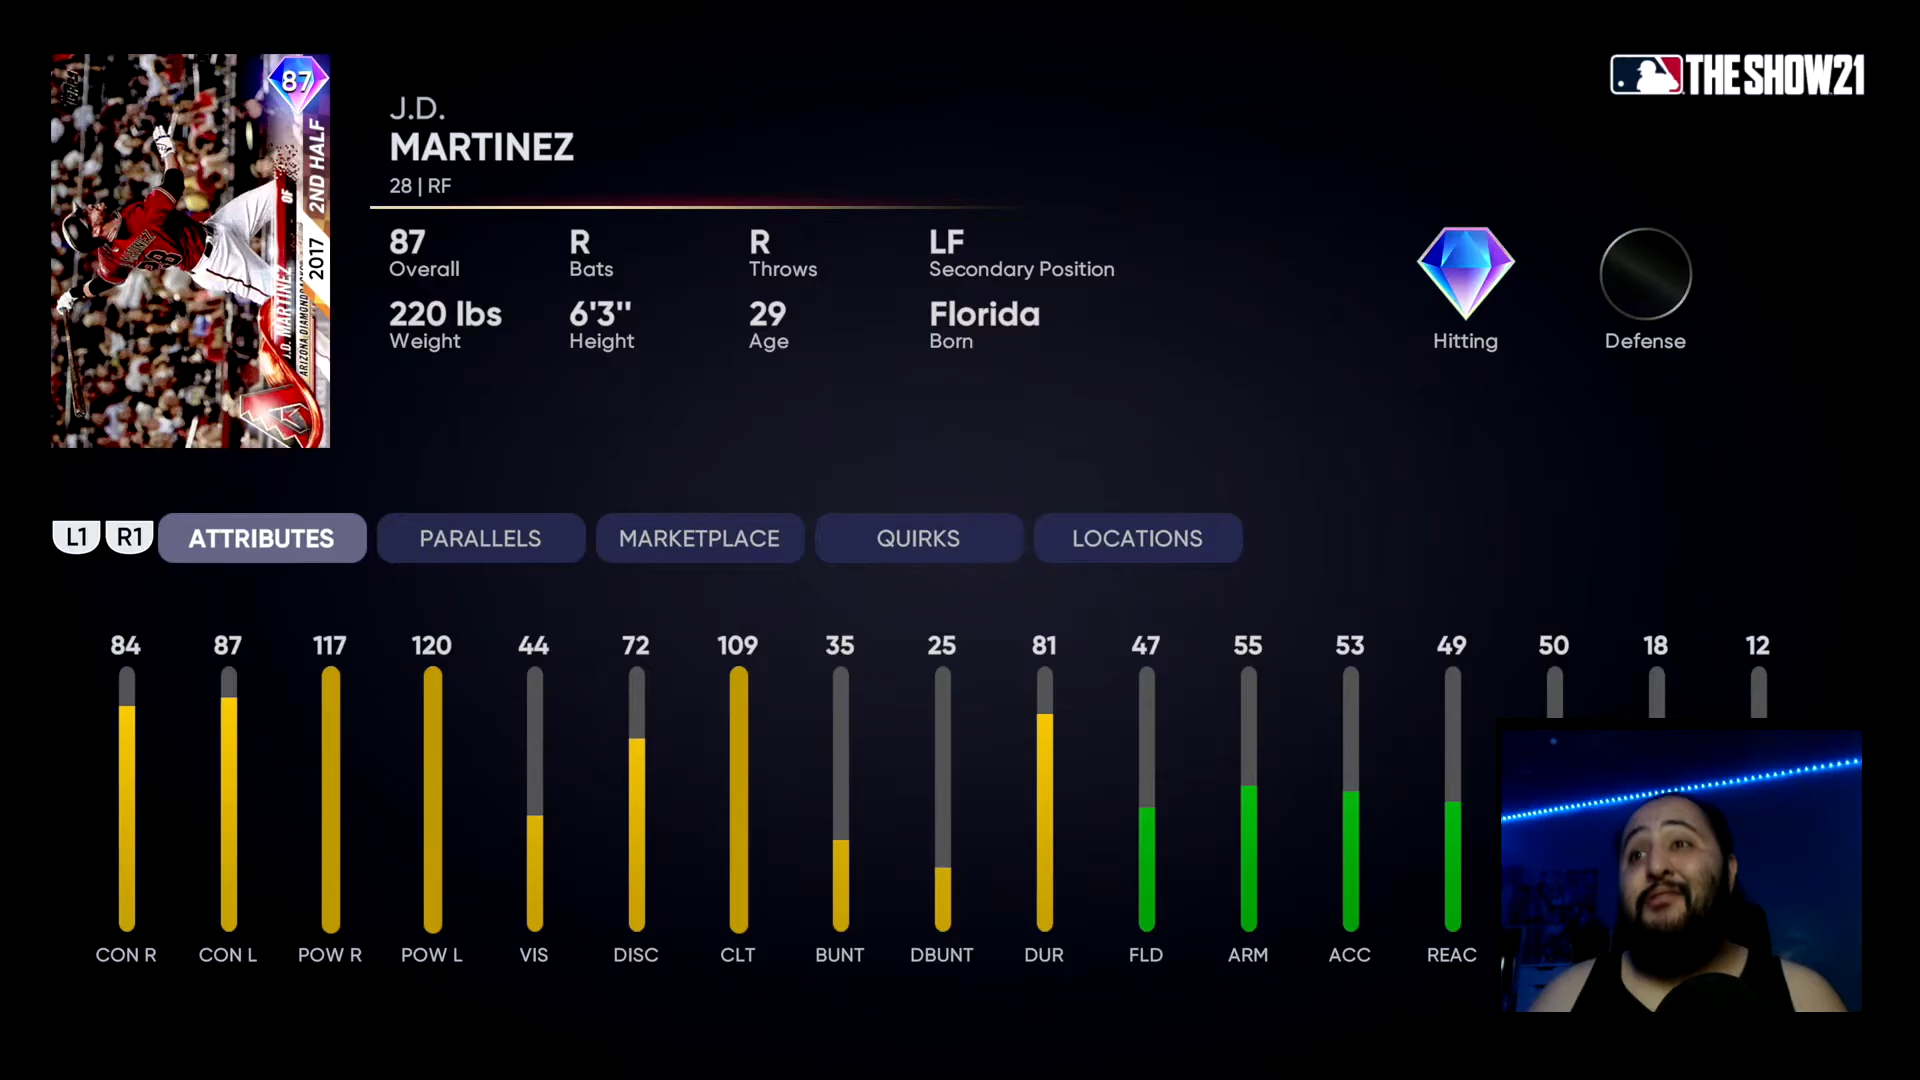 87
2ND HALF
OF
2017
J.D. MARTINEZ
ARIZONA DIAMONDBACKS
MARTINEZ
28
THE SHOW 21
J.D.
MARTINEZ
28 | RF
87 R R LF
Overall Bats Throws Secondary Position
220 lbs 6'3'' 29 Florida
Weight Height Age Born
Hitting Defense
L1 R1 ATTRIBUTES PARALLELS MARKETPLACE QUIRKS LOCATIONS
84 87 117 120 44 72 109 35 25 81 47 55 53 49 50 18 12
CON R CON L POW R POW L VIS DISC CLT BUNT DBUNT DUR FLD ARM ACC REAC